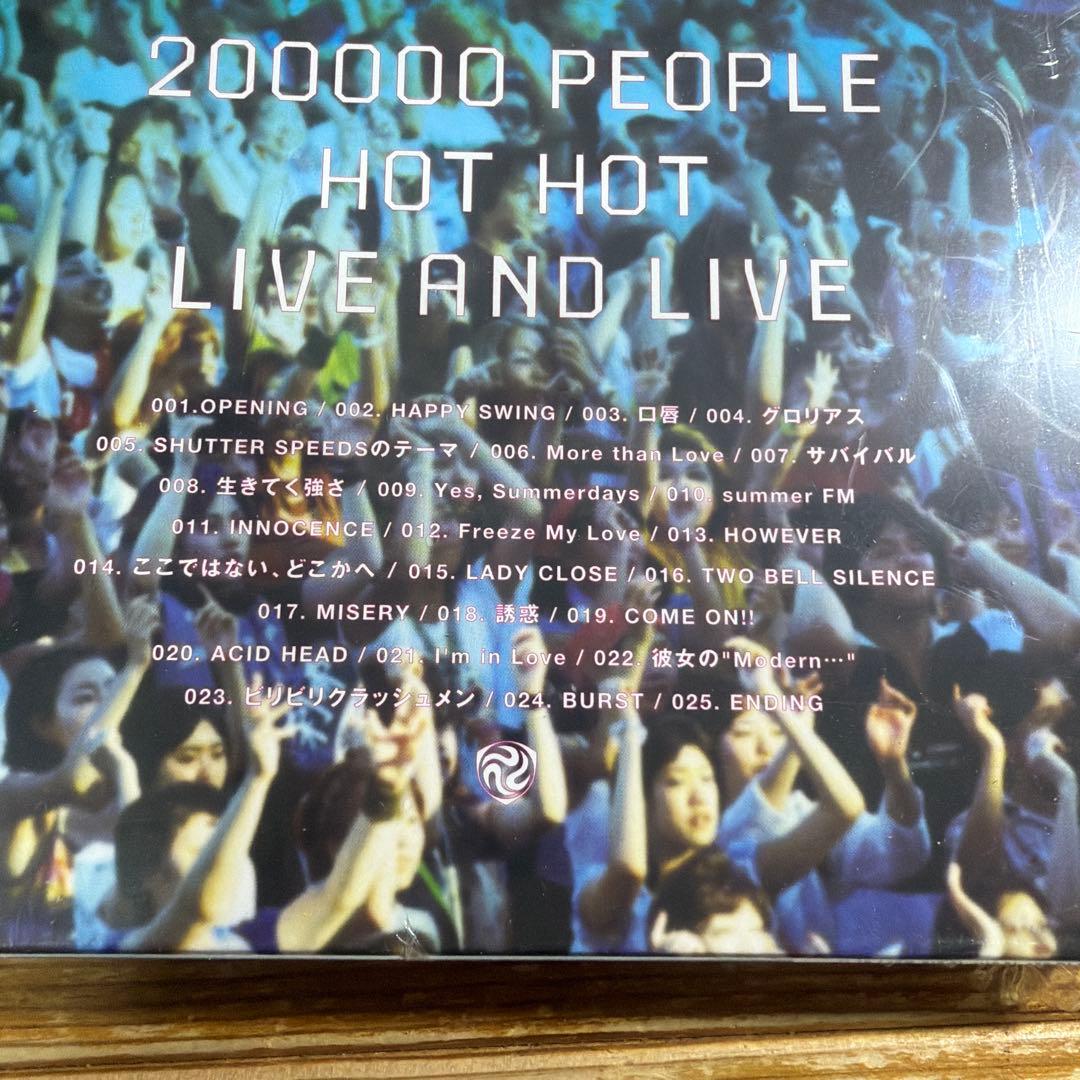 200000 PEOPLE
HOT HOT
LIVE AND LIVE
001.OPENING / 002. HAPPY SWING / 003. 口唇 / 004. グロリアス
005. SHUTTER SPEEDSのテーマ / 006. More than Love / 007. サバイバル
008. 生きてく強さ / 009. Yes, Summerdays / 010. summer FM
011. INNOCENCE / 012. Freeze My Love / 013. HOWEVER
014. ここではない、どこかへ / 015. LADY CLOSE / 016. TWO BELL SILENCE
017. MISERY / 018. 誘惑 / 019. COME ON!!
020. ACID HEAD / 021. I'm in Love / 022. 彼女の"Modern…"
023. ビリビリクラッシュメン / 024. BURST / 025. ENDING